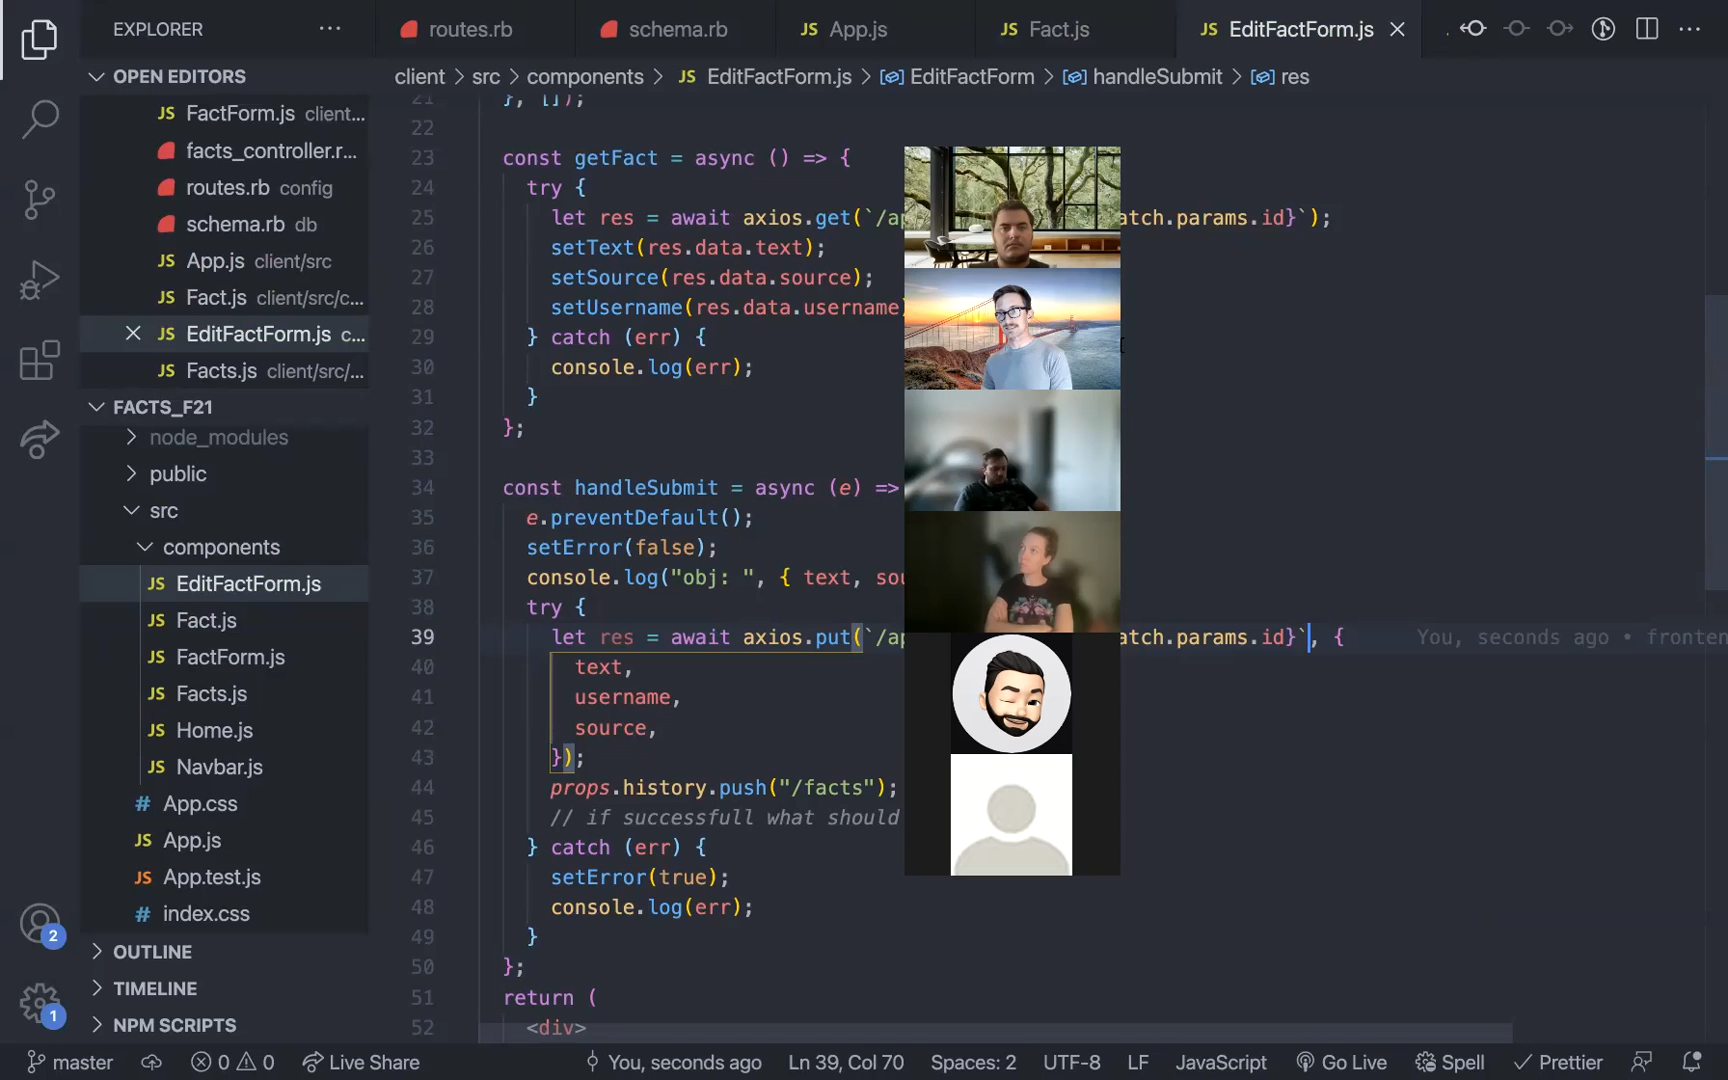 EXPLORER
routes.rb
schema.rb
JS App.js
JS Fact.js
JS EditFactForm.js
OPEN EDITORS
JS FactForm.js client...
facts_controller.r...
routes.rb config
schema.rb db
JS App.js client/src
JS Fact.js client/src/c...
JS EditFactForm.js c...
JS Facts.js client/src/...
FACTS_F21
node_modules
public
src
components
JS EditFactForm.js
JS Fact.js
JS FactForm.js
JS Facts.js
JS Home.js
JS Navbar.js
# App.css
JS App.js
JS App.test.js
# index.css
OUTLINE
TIMELINE
NPM SCRIPTS
2
1
client > src > components > JS EditFactForm.js > EditFactForm > handleSubmit > res
21 }, []);
22
23 const getFact = async () => {
24 try {
25 let res = await axios.get(`/ap atch.params.id}`);
26 setText(res.data.text);
27 setSource(res.data.source);
28 setUsername(res.data.username)
29 } catch (err) {
30 console.log(err);
31 }
32 };
33
34 const handleSubmit = async (e) =>
35 e.preventDefault();
36 setError(false);
37 console.log("obj: ", { text, sou
38 try {
39 let res = await axios.put(`/ap atch.params.id}`, { You, seconds ago • fronten
40 text,
41 username,
42 source,
43 });
44 props.history.push("/facts");
45 // if successfull what should
46 } catch (err) {
47 setError(true);
48 console.log(err);
49 }
50 };
51 return (
52 <div>
master 0 0 Live Share You, seconds ago Ln 39, Col 70 Spaces: 2 UTF-8 LF JavaScript Go Live Spell Prettier